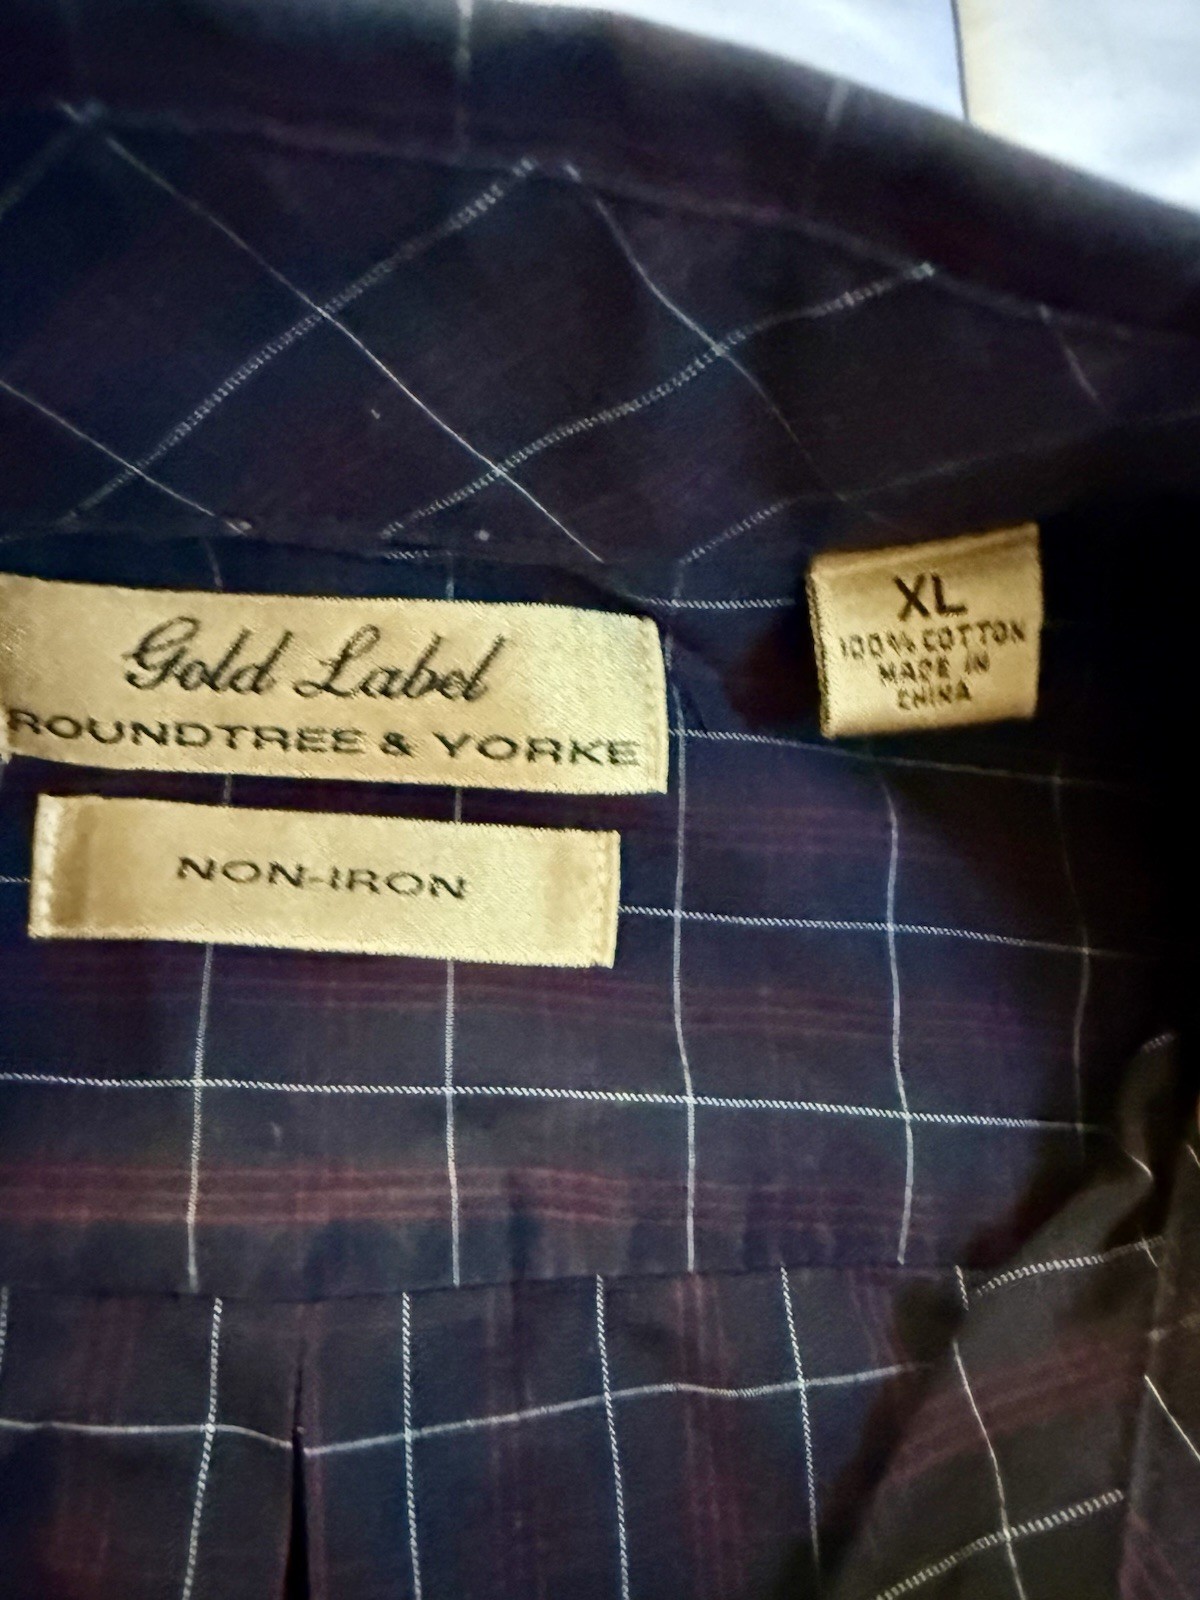 Gold Label
ROUNDTREE & YORKE
NON-IRON
XL
100% COTTON
MADE IN
CHINA